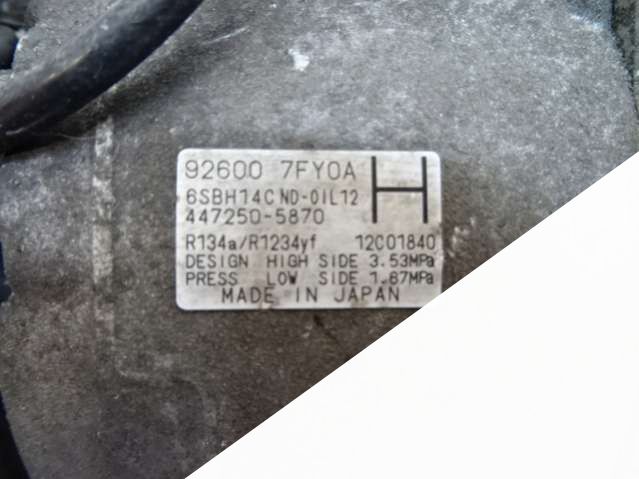 92600 7FY0A H
6SBH14C ND-OIL12
447250-5870
R134a/R1234yf 12C01840
DESIGN HIGH SIDE 3.53MPa
PRESS LOW SIDE 1.67MPa
MADE IN JAPAN